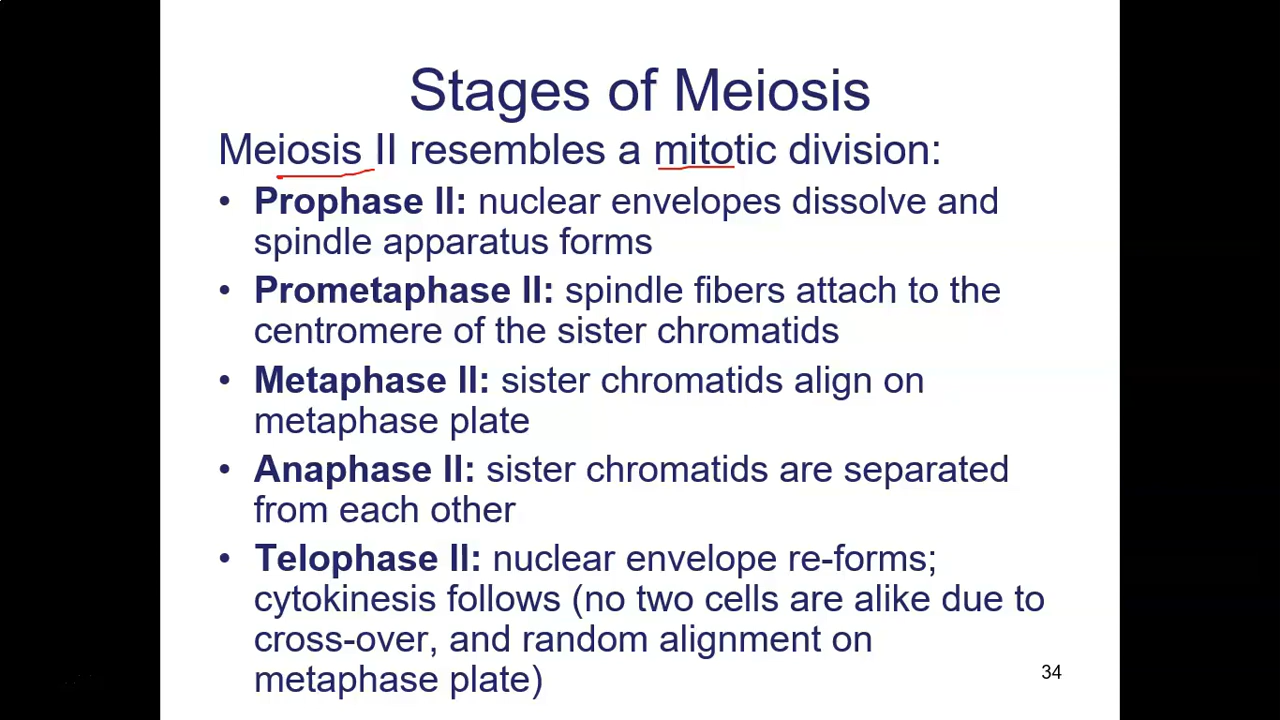 Stages of Meiosis
Meiosis II resembles a mitotic division:
• Prophase II: nuclear envelopes dissolve and
spindle apparatus forms
• Prometaphase II: spindle fibers attach to the
centromere of the sister chromatids
• Metaphase II: sister chromatids align on
metaphase plate
• Anaphase II: sister chromatids are separated
from each other
• Telophase II: nuclear envelope re-forms;
cytokinesis follows (no two cells are alike due to
cross-over, and random alignment on
metaphase plate)
34